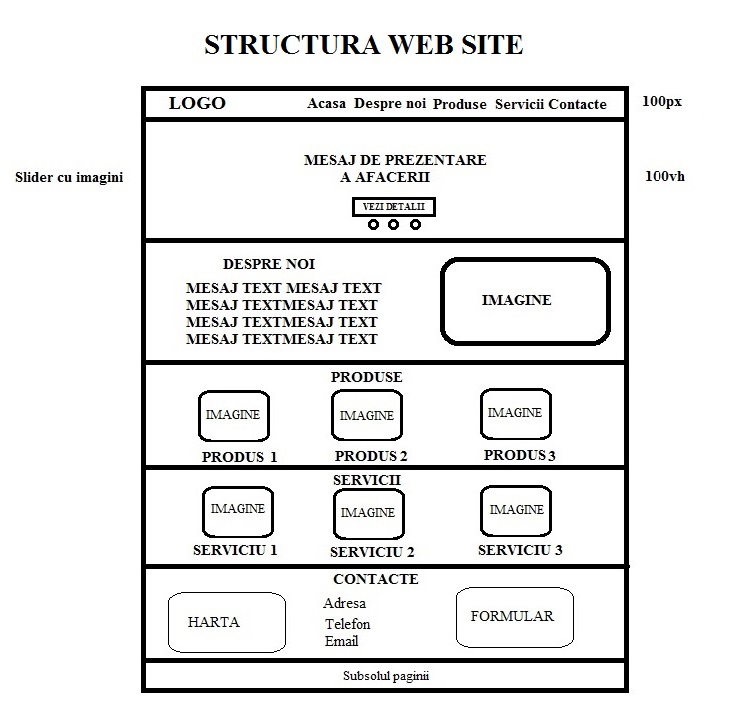 STRUCTURA WEB SITE
LOGO Acasa Despre noi Produse Servicii Contacte 100px
MESAJ DE PREZENTARE
A AFACERII
Slider cu imagini 100vh
VEZI DETALII
DESPRE NOI
MESAJ TEXT MESAJ TEXT
MESAJ TEXTMESAJ TEXT
MESAJ TEXTMESAJ TEXT
MESAJ TEXTMESAJ TEXT
IMAGINE
PRODUSE
IMAGINE IMAGINE IMAGINE
PRODUS 1 PRODUS 2 PRODUS 3
SERVICII
IMAGINE IMAGINE IMAGINE
SERVICIU 1 SERVICIU 2 SERVICIU 3
CONTACTE
HARTA
Adresa
Telefon
Email
FORMULAR
Subsolul paginii